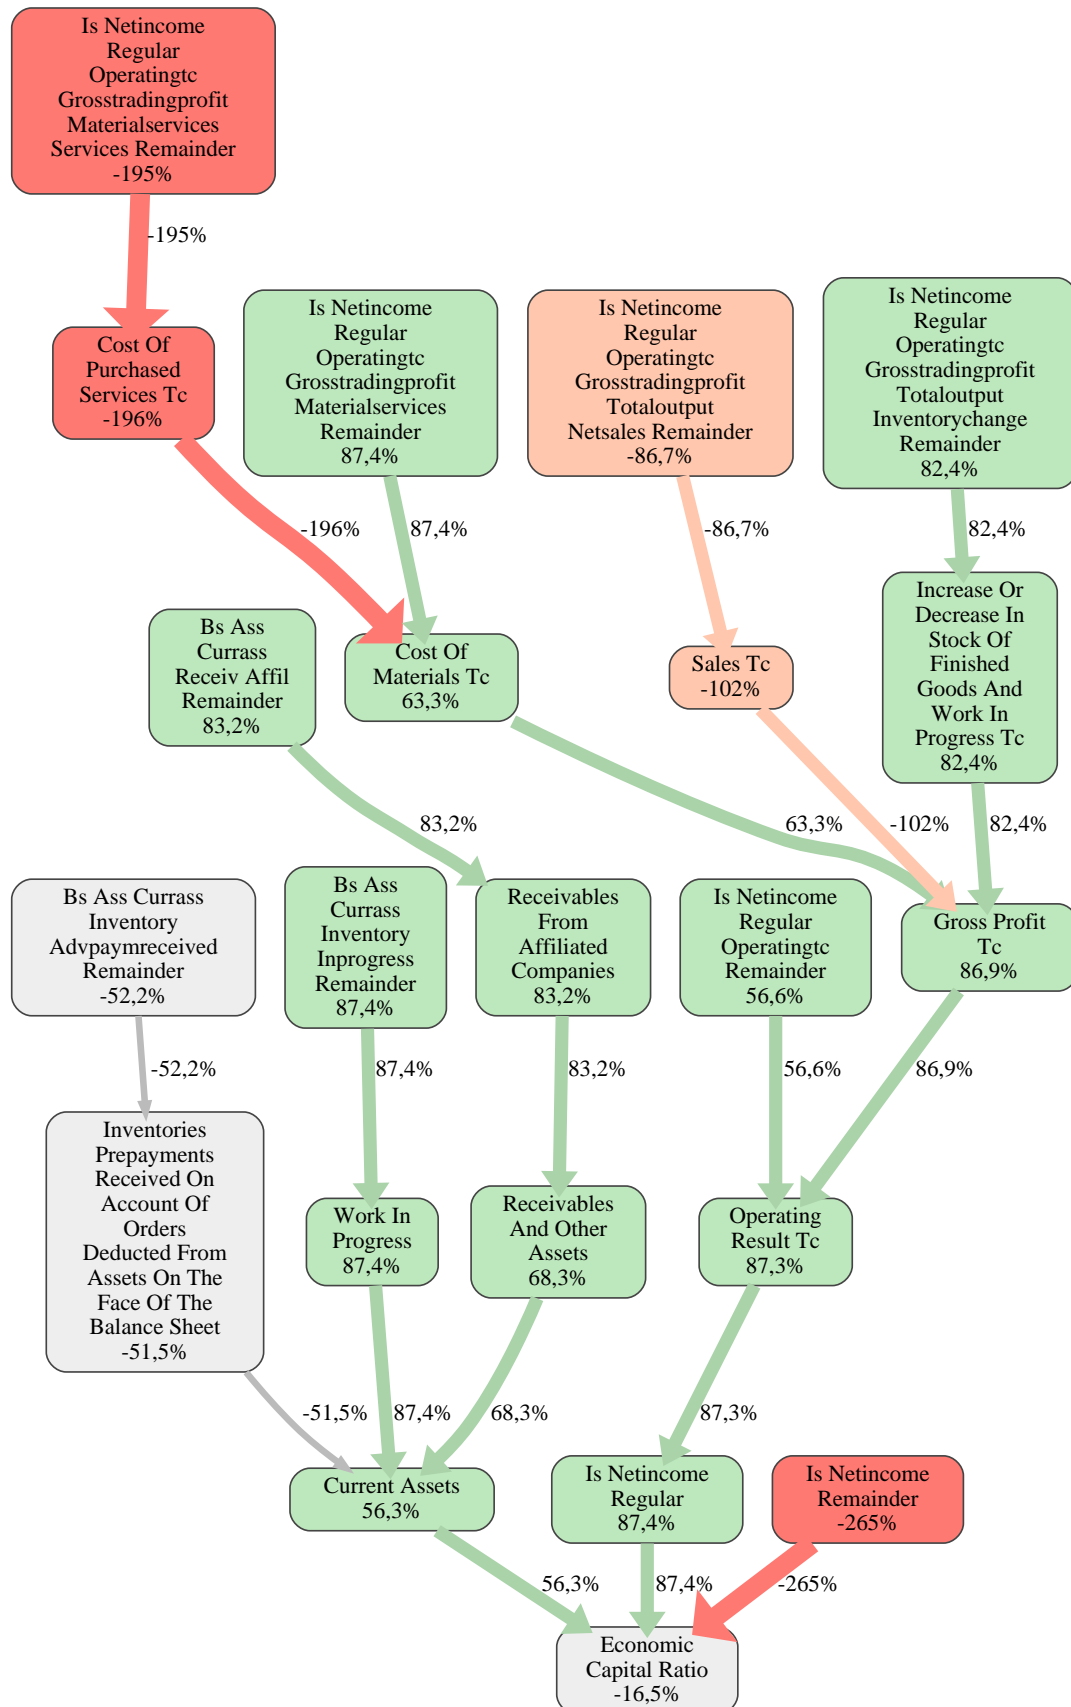 Is Netincome
Regular
Operatingtc
Grosstradingprofit
Materialservices
Services Remainder
-195%
-195%
Cost Of
Purchased
Services Tc
-196%
Is Netincome
Regular
Operatingtc
Grosstradingprofit
Materialservices
Remainder
87,4%
Is Netincome
Regular
Operatingtc
Grosstradingprofit
Totaloutput
Netsales Remainder
-86,7%
Is Netincome
Regular
Operatingtc
Grosstradingprofit
Totaloutput
Inventorychange
Remainder
82,4%
-196%
87,4%
-86,7%
82,4%
Bs Ass
Currass
Receiv Affil
Remainder
83,2%
Cost Of
Materials Tc
63,3%
Sales Tc
-102%
Increase Or
Decrease In
Stock Of
Finished
Goods And
Work In
Progress Tc
82,4%
83,2%
63,3%
-102%
82,4%
Bs Ass Currass
Inventory
Advpaymreceived
Remainder
-52,2%
Bs Ass
Currass
Inventory
Inprogress
Remainder
87,4%
Receivables
From
Affiliated
Companies
83,2%
Is Netincome
Regular
Operatingtc
Remainder
56,6%
Gross Profit
Tc
86,9%
-52,2%
87,4%
83,2%
56,6%
86,9%
Inventories
Prepayments
Received On
Account Of
Orders
Deducted From
Assets On The
Face Of The
Balance Sheet
-51,5%
Work In
Progress
87,4%
Receivables
And Other
Assets
68,3%
Operating
Result Tc
87,3%
-51,5%
87,4%
68,3%
87,3%
Current Assets
56,3%
Is Netincome
Regular
87,4%
Is Netincome
Remainder
-265%
56,3%
87,4%
-265%
Economic
Capital Ratio
-16,5%